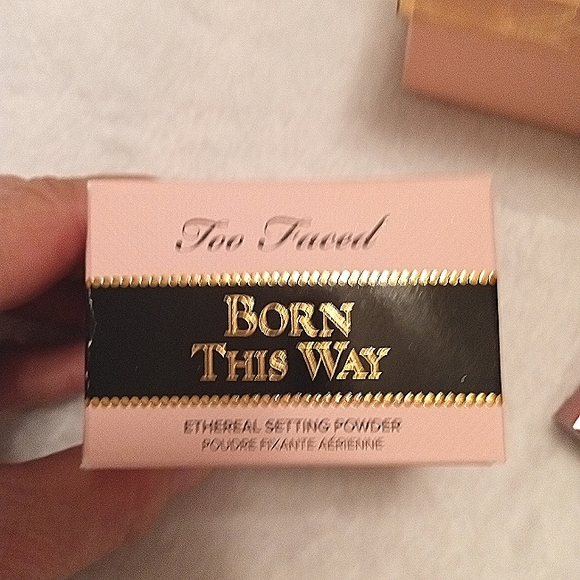 Too Faced
BORN
THIS WAY
ETHEREAL SETTING POWDER
POUDRE FIXANTE AÉRIENNE